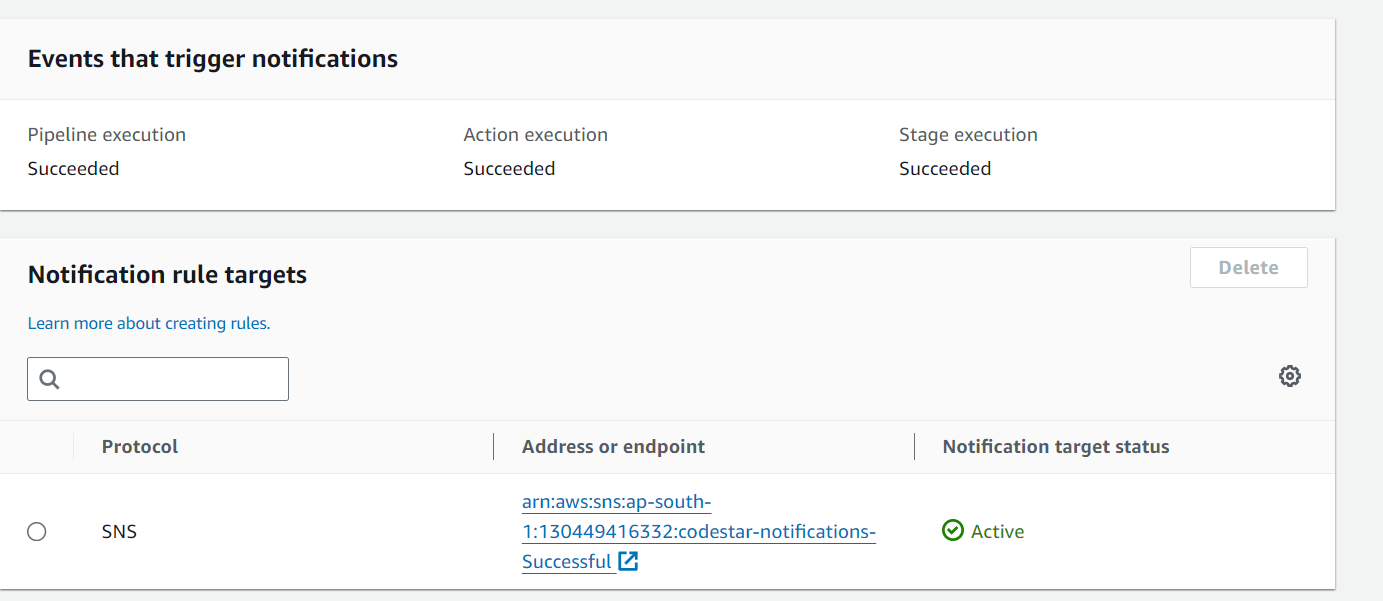 Events that trigger notifications
Pipeline execution
Action execution
Stage execution
Succeeded
Succeeded
Succeeded
Notification rule targets
Delete
Learn more about creating rules.
Protocol
Address or endpoint
Notification target status
SNS
arn:aws:sns:ap-south-
1:130449416332:codestar-notifications-
Successful
Active